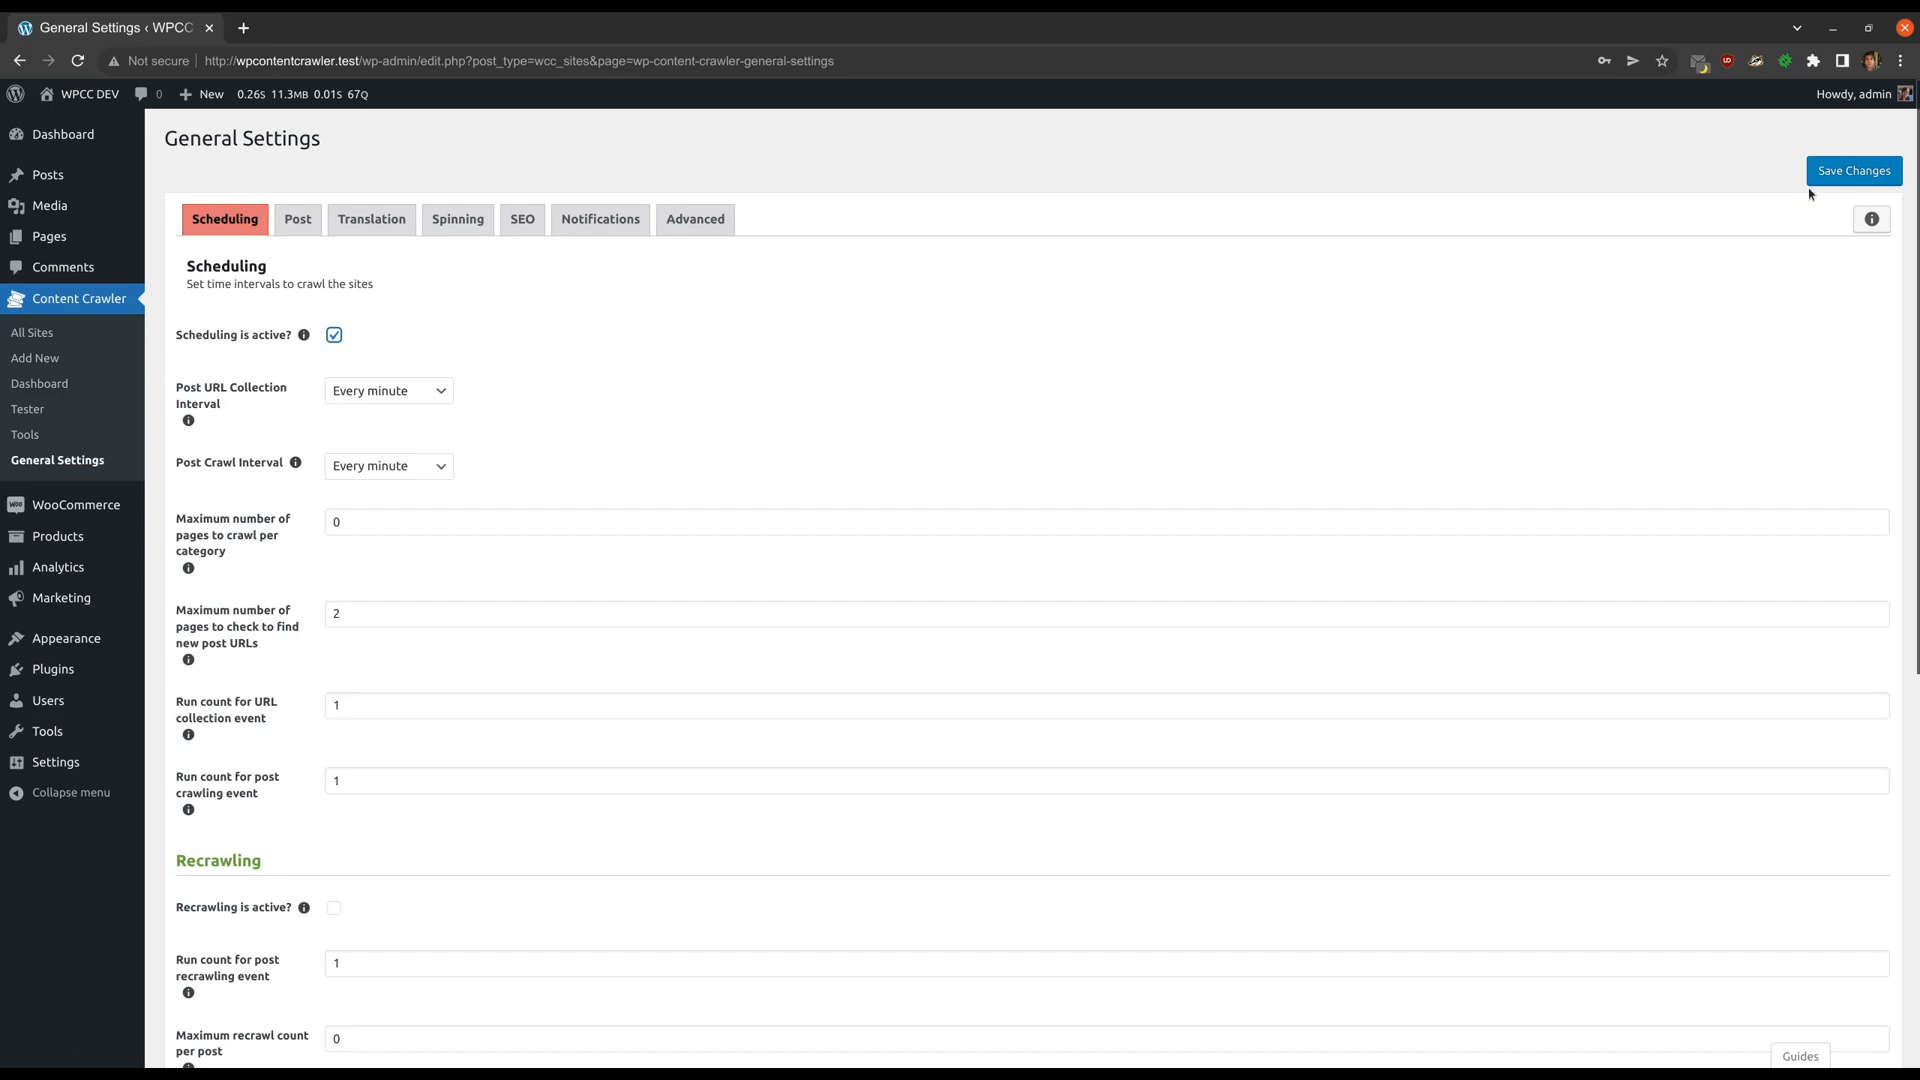 General Settings ‹ WPCC
Not secure
http://wpcontentcrawler.test/wp-admin/edit.php?post_type=wcc_sites&page=wp-content-crawler-general-settings
WPCC DEV
0
New
0.26S 11.3MB 0.01S 67Q
Howdy, admin
Dashboard
Posts
Media
Pages
Comments
Content Crawler
All Sites
Add New
Dashboard
Tester
Tools
General Settings
WooCommerce
Products
Analytics
Marketing
Appearance
Plugins
Users
Tools
Settings
Collapse menu
General Settings
Save Changes
Scheduling
Post
Translation
Spinning
SEO
Notifications
Advanced
Scheduling
Set time intervals to crawl the sites
Scheduling is active?
Post URL Collection
Interval
Every minute
Post Crawl Interval
Every minute
Maximum number of
pages to crawl per
category
0
Maximum number of
pages to check to find
new post URLs
2
Run count for URL
collection event
1
Run count for post
crawling event
1
Recrawling
Recrawling is active?
Run count for post
recrawling event
1
Maximum recrawl count
per post
0
Guides